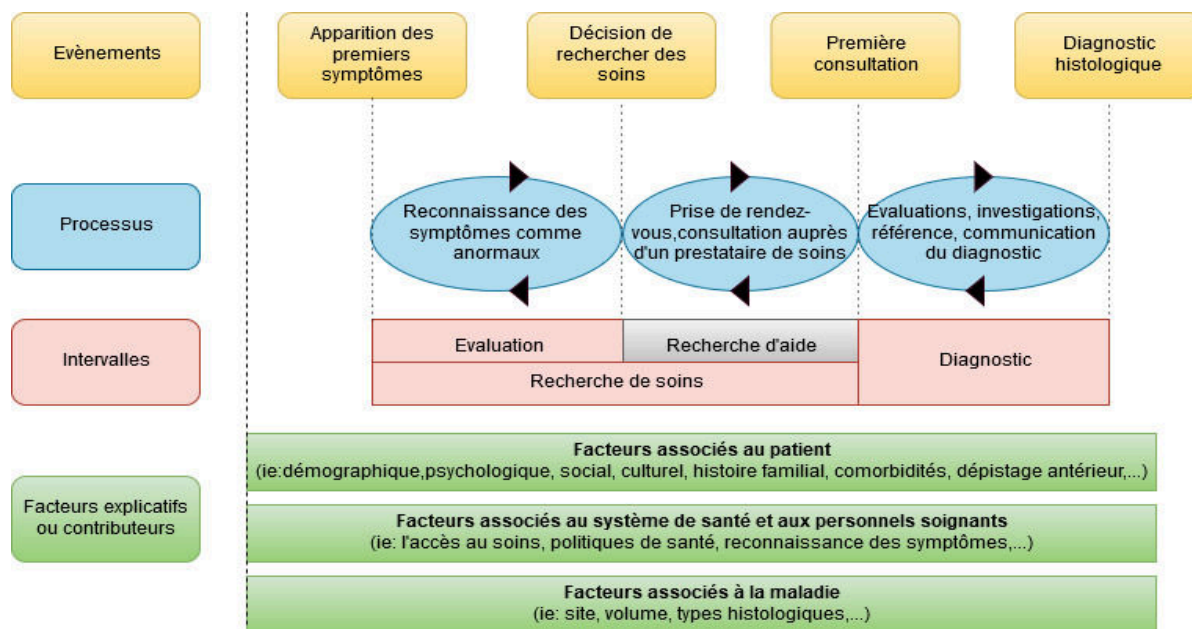 Evènements
Apparition des
premiers
symptômes
Décision de
rechercher des
soins
Première
consultation
Diagnostic
histologique
Processus
Reconnaissance des
symptômes comme
anormaux
Prise de rendez-
vous,consultation auprès
d'un prestataire de soins
Evaluations, investigations,
référence, communication
du diagnostic
Intervalles
Evaluation
Recherche d'aide
Recherche de soins
Diagnostic
Facteurs explicatifs
ou contributeurs
Facteurs associés au patient
(ie:démographique,psychologique, social, culturel, histoire familial, comorbidités, dépistage antérieur,...)
Facteurs associés au système de santé et aux personnels soignants
(ie: l'accès au soins, politiques de santé, reconnaissance des symptômes,...)
Facteurs associés à la maladie
(ie: site, volume, types histologiques,...)